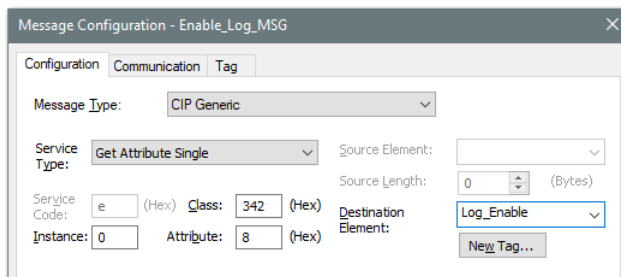 Message Configuration - Enable_Log_MSG
Configuration Communication Tag
Message Type: CIP Generic
Service Type: Get Attribute Single
Source Element:
Source Length: 0 (Bytes)
Service Code: e (Hex) Class: 342 (Hex)
Destination Element: Log_Enable
Instance: 0 Attribute: 8 (Hex)
New Tag...